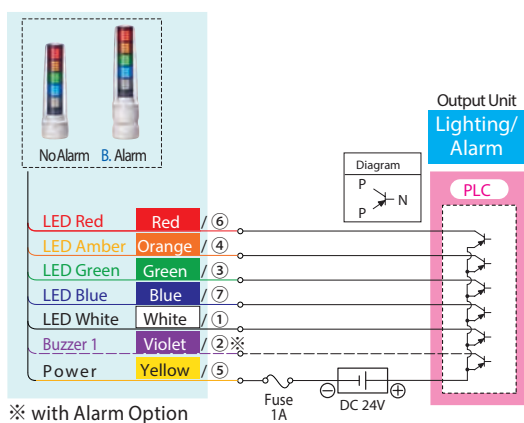 No Alarm B. Alarm
Output Unit
Lighting/
Alarm
Diagram
P
N
P
PLC
LED Red Red / ⑥
LED Amber Orange / ④
LED Green Green / ③
LED Blue Blue / ⑦
LED White White / ①
Buzzer 1 Violet / ②※
Power Yellow / ⑤
Fuse
1A
⊖ ⊕
DC 24V
※ with Alarm Option